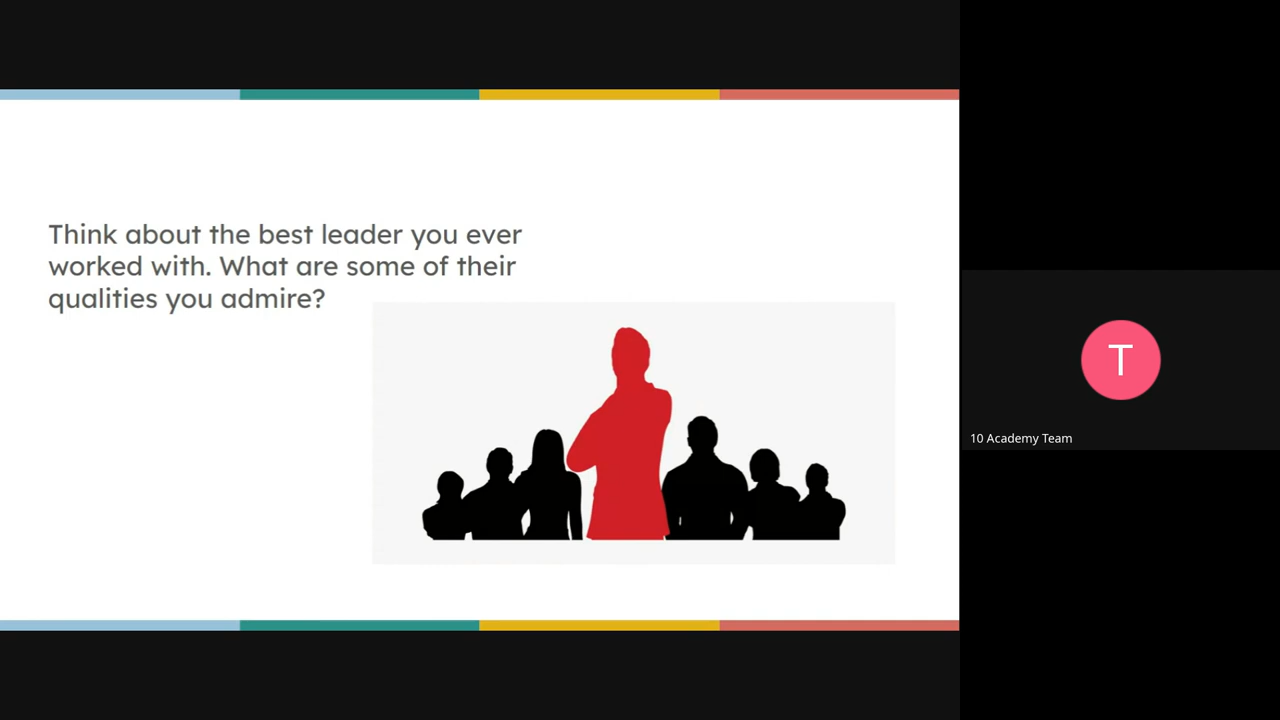 Think about the best leader you ever
worked with. What are some of their
qualities you admire?
T
10 Academy Team